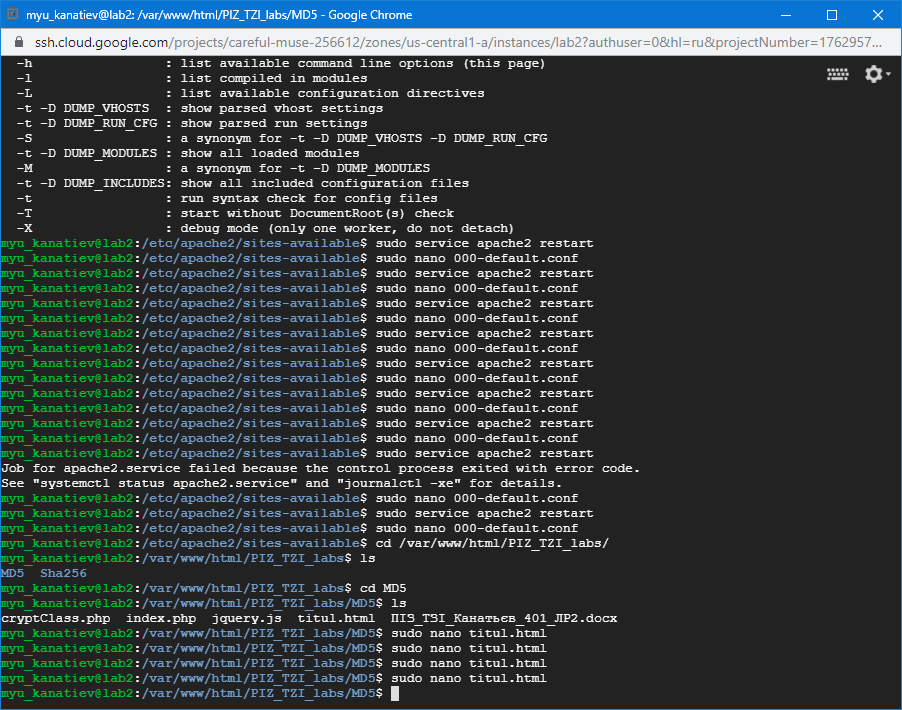 myu_kanatiev@lab2: /var/www/html/PIZ_TZI_labs/MD5 - Google Chrome
ssh.cloud.google.com/projects/careful-muse-256612/zones/us-central1-a/instances/lab2?authuser=0&hl=ru&projectNumber=1762957...
-h                 : list available command line options (this page)
-l                 : list compiled in modules
-L                 : list available configuration directives
-t -D DUMP_VHOSTS  : show parsed vhost settings
-t -D DUMP_RUN_CFG : show parsed run settings
-S                 : a synonym for -t -D DUMP_VHOSTS -D DUMP_RUN_CFG
-t -D DUMP_MODULES : show all loaded modules
-M                 : a synonym for -t -D DUMP_MODULES
-t -D DUMP_INCLUDES: show all included configuration files
-t                 : run syntax check for config files
-T                 : start without DocumentRoot(s) check
-X                 : debug mode (only one worker, do not detach)
myu_kanatiev@lab2:/etc/apache2/sites-available$ sudo service apache2 restart
myu_kanatiev@lab2:/etc/apache2/sites-available$ sudo nano 000-default.conf
myu_kanatiev@lab2:/etc/apache2/sites-available$ sudo service apache2 restart
myu_kanatiev@lab2:/etc/apache2/sites-available$ sudo nano 000-default.conf
myu_kanatiev@lab2:/etc/apache2/sites-available$ sudo service apache2 restart
myu_kanatiev@lab2:/etc/apache2/sites-available$ sudo nano 000-default.conf
myu_kanatiev@lab2:/etc/apache2/sites-available$ sudo service apache2 restart
myu_kanatiev@lab2:/etc/apache2/sites-available$ sudo nano 000-default.conf
myu_kanatiev@lab2:/etc/apache2/sites-available$ sudo service apache2 restart
myu_kanatiev@lab2:/etc/apache2/sites-available$ sudo nano 000-default.conf
myu_kanatiev@lab2:/etc/apache2/sites-available$ sudo service apache2 restart
myu_kanatiev@lab2:/etc/apache2/sites-available$ sudo nano 000-default.conf
myu_kanatiev@lab2:/etc/apache2/sites-available$ sudo service apache2 restart
myu_kanatiev@lab2:/etc/apache2/sites-available$ sudo nano 000-default.conf
myu_kanatiev@lab2:/etc/apache2/sites-available$ sudo service apache2 restart
Job for apache2.service failed because the control process exited with error code.
See "systemctl status apache2.service" and "journalctl -xe" for details.
myu_kanatiev@lab2:/etc/apache2/sites-available$ sudo nano 000-default.conf
myu_kanatiev@lab2:/etc/apache2/sites-available$ sudo service apache2 restart
myu_kanatiev@lab2:/etc/apache2/sites-available$ sudo nano 000-default.conf
myu_kanatiev@lab2:/etc/apache2/sites-available$ cd /var/www/html/PIZ_TZI_labs/
myu_kanatiev@lab2:/var/www/html/PIZ_TZI_labs$ ls
MD5  Sha256
myu_kanatiev@lab2:/var/www/html/PIZ_TZI_labs$ cd MD5
myu_kanatiev@lab2:/var/www/html/PIZ_TZI_labs/MD5$ ls
cryptClass.php  index.php  jquery.js  titul.html  ПІЗ_ТЗІ_Канатьєв_401_ЛР2.docx
myu_kanatiev@lab2:/var/www/html/PIZ_TZI_labs/MD5$ sudo nano titul.html
myu_kanatiev@lab2:/var/www/html/PIZ_TZI_labs/MD5$ sudo nano titul.html
myu_kanatiev@lab2:/var/www/html/PIZ_TZI_labs/MD5$ sudo nano titul.html
myu_kanatiev@lab2:/var/www/html/PIZ_TZI_labs/MD5$ sudo nano titul.html
myu_kanatiev@lab2:/var/www/html/PIZ_TZI_labs/MD5$